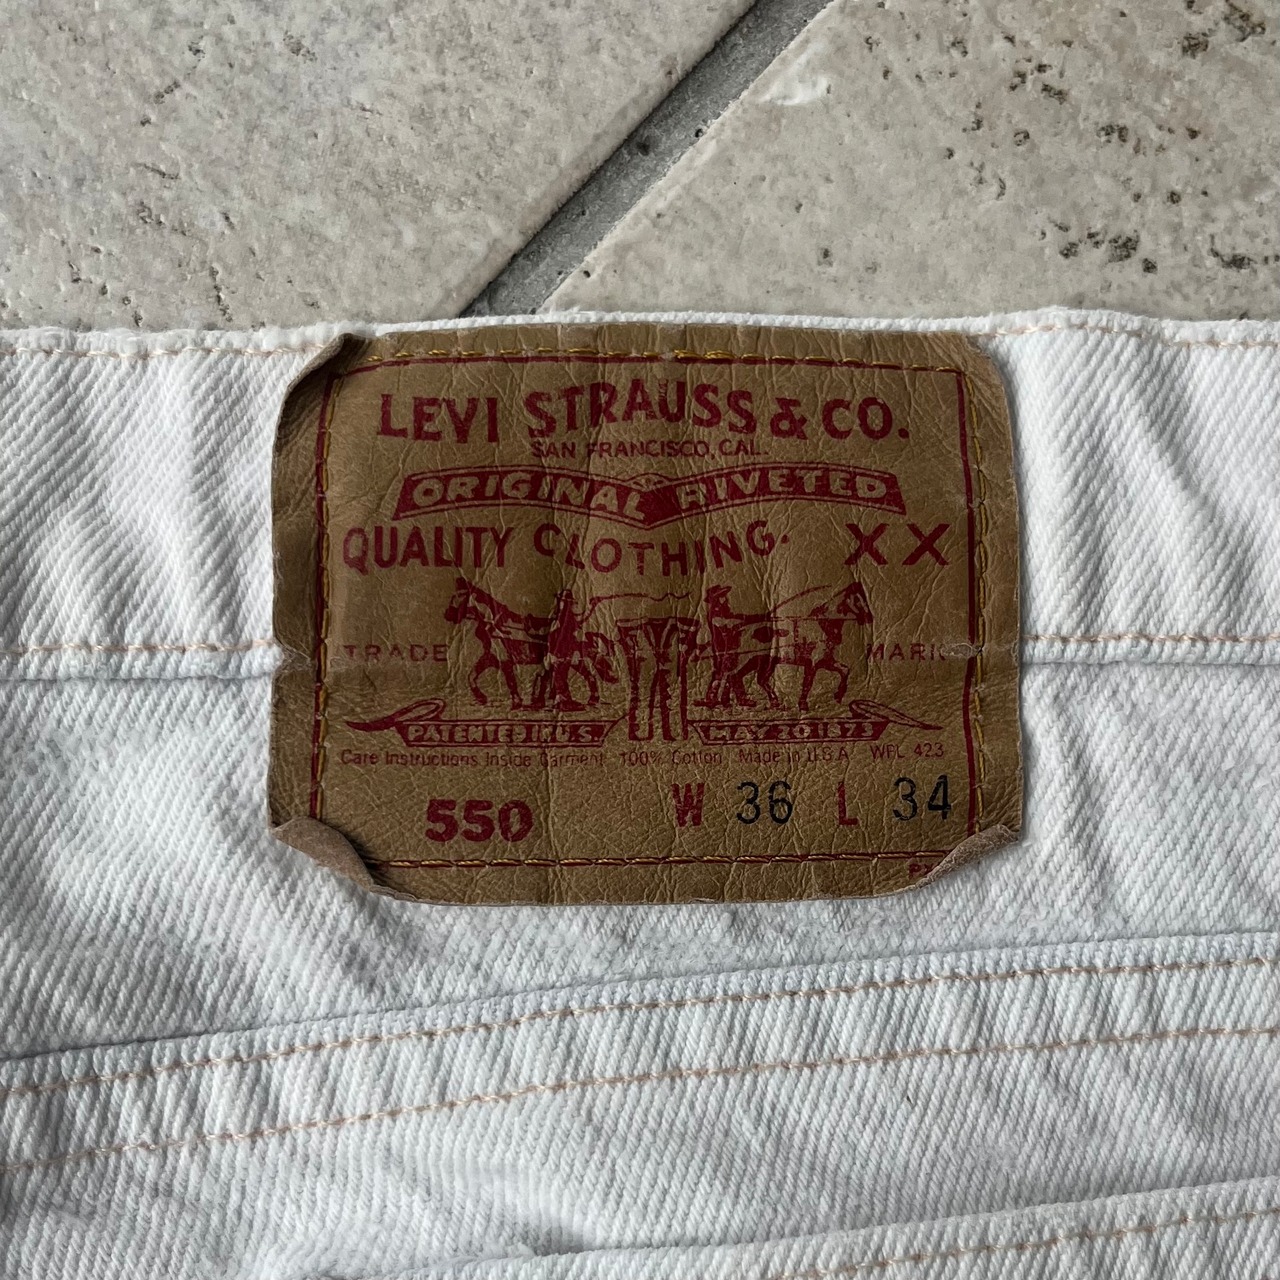 LEVI STRAUSS & CO.
SAN FRANCISCO, CAL.
ORIGINAL RIVETED
QUALITY CLOTHING. XX
TRADE MARK
PATENTED IN U.S. MAY 20 1873
Care Instructions Inside Garment 100% Cotton Made in U.S.A. WPL 423
550 W 36 L 34